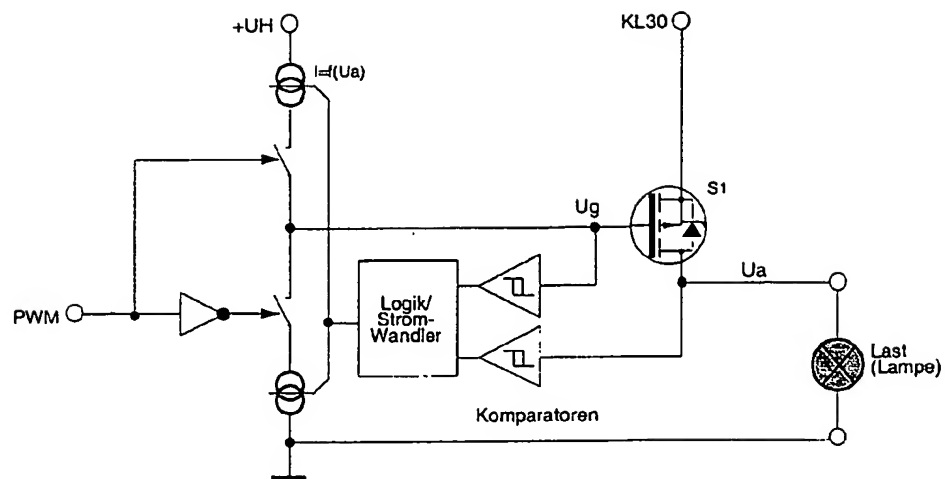 +UH
KL30
I=f(Ua)
S1
Ug
Ua
PWM
Logik/
Strom-
Wandler
Last
(Lampe)
Komparatoren